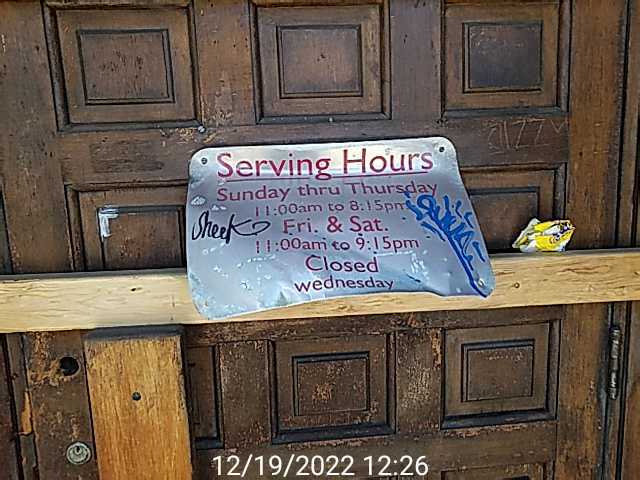 Serving Hours
Sunday thru Thursday
11:00am to 8:15pm
Fri. & Sat.
11:00am to 9:15pm
Closed
wednesday
12/19/2022 12:26